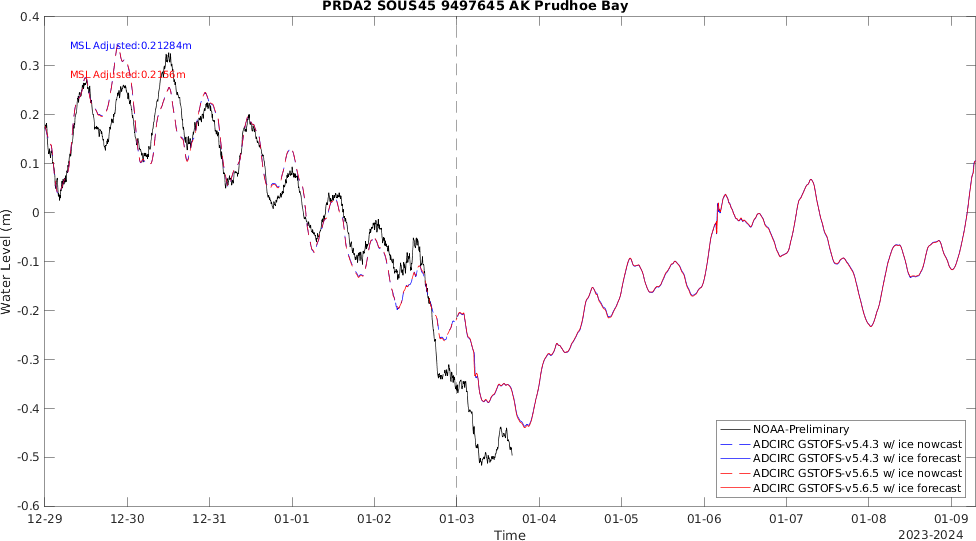 PRDA2 SOUS45 9497645 AK Prudhoe Bay
0.4
0.3
0.2
0.1
0
-0.1
-0.2
-0.3
-0.4
-0.5
-0.6
Water Level (m)
MSL Adjusted:0.21284m
MSL Adjusted:0.2156m
NOAA-Preliminary
ADCIRC GSTOFS-v5.4.3 w/ ice nowcast
ADCIRC GSTOFS-v5.4.3 w/ ice forecast
ADCIRC GSTOFS-v5.6.5 w/ ice nowcast
ADCIRC GSTOFS-v5.6.5 w/ ice forecast
12-29 12-30 12-31 01-01 01-02 01-03 01-04 01-05 01-06 01-07 01-08 01-09
Time
2023-2024